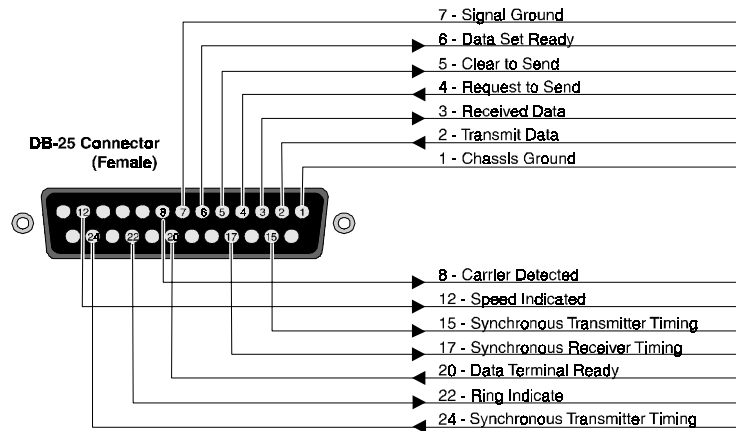 7 - Signal Ground
6 - Data Set Ready
5 - Clear to Send
4 - Request to Send
3 - Received Data
2 - Transmit Data
1 - Chassis Ground
DB-25 Connector
(Female)
12 8 7 6 5 4 3 2 1
24 22 20 17 15
8 - Carrier Detected
12 - Speed Indicated
15 - Synchronous Transmitter Timing
17 - Synchronous Receiver Timing
20 - Data Terminal Ready
22 - Ring Indicate
24 - Synchronous Transmitter Timing